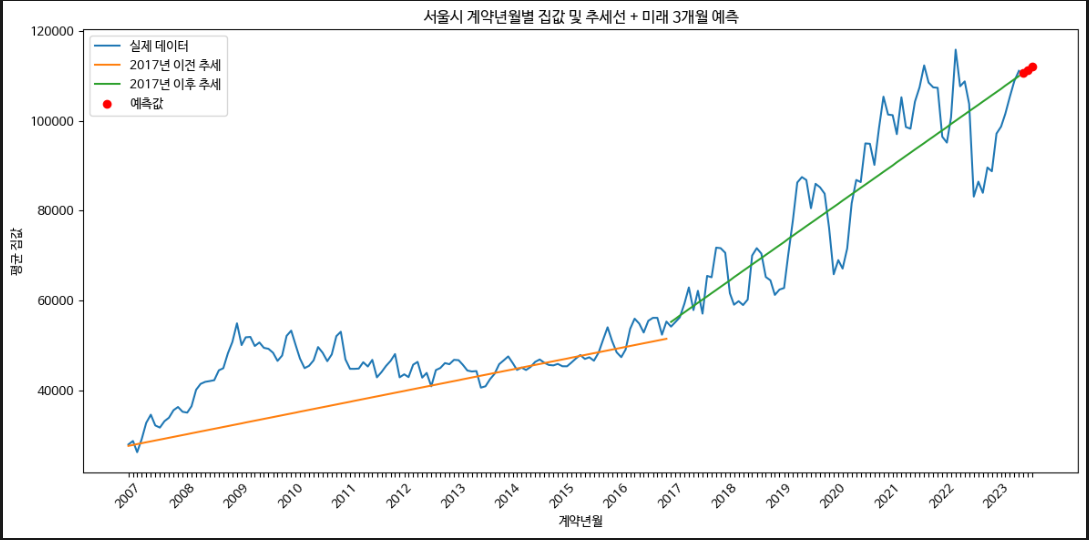 서울시 계약년월별 집값 및 추세선 + 미래 3개월 예측
120000
100000
80000
60000
40000
평균 집값
실제 데이터
2017년 이전 추세
2017년 이후 추세
예측값
2007 2008 2009 2010 2011 2012 2013 2014 2015 2016 2017 2018 2019 2020 2021 2022 2023
계약년월